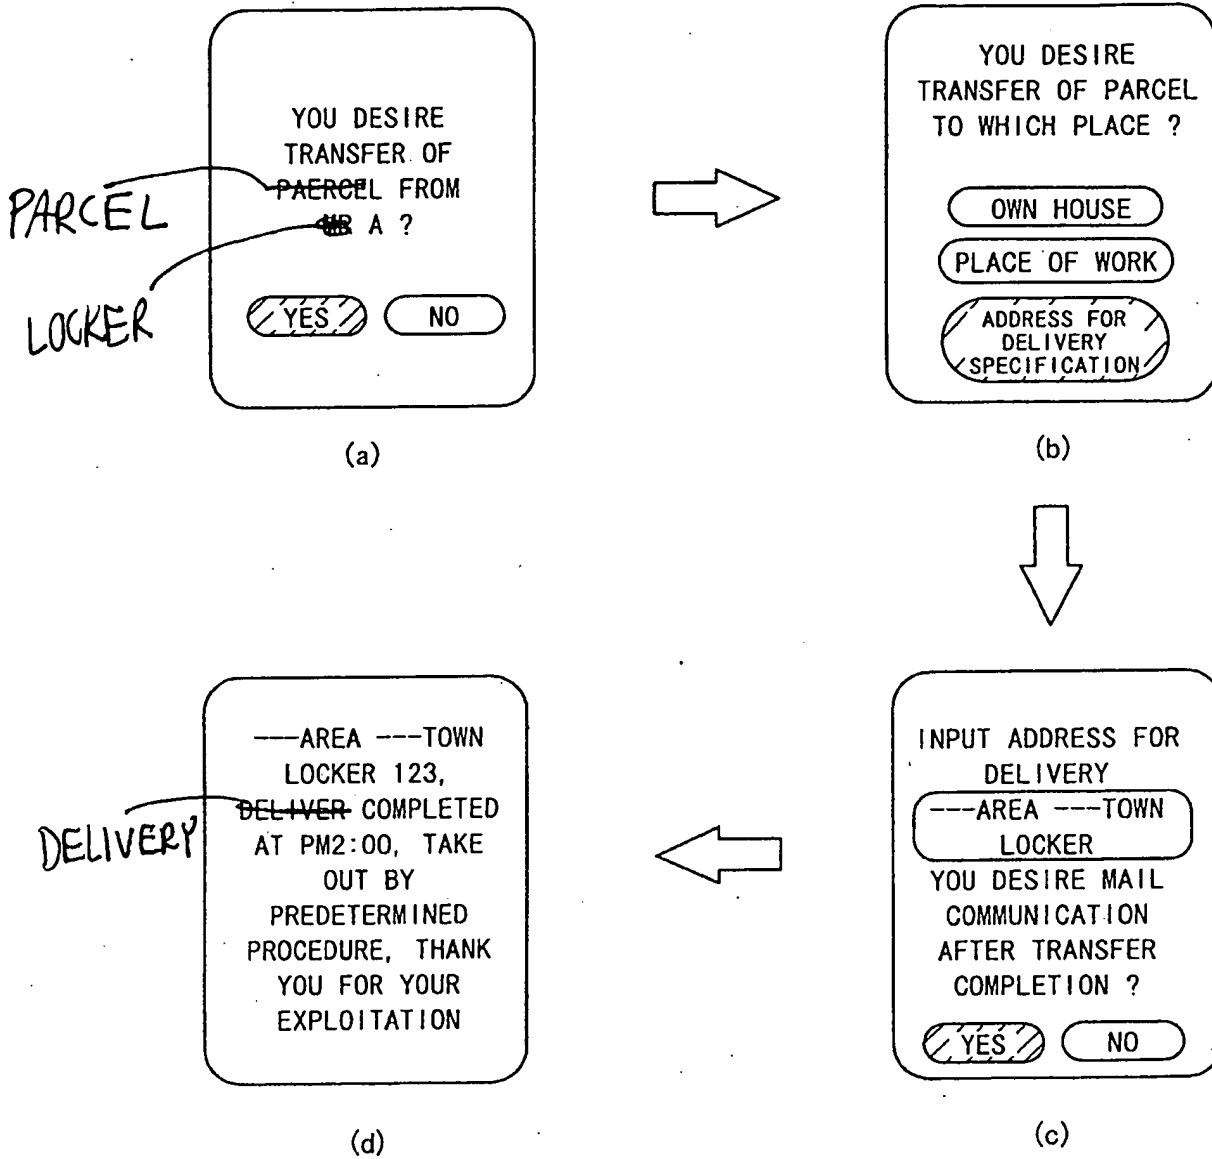 YOU DESIRE
TRANSFER OF
PAERCEL FROM
A ?
YES
NO
PARCEL
LOCKER
(a)
YOU DESIRE
TRANSFER OF PARCEL
TO WHICH PLACE ?
OWN HOUSE
PLACE OF WORK
ADDRESS FOR
DELIVERY
SPECIFICATION
(b)
INPUT ADDRESS FOR
DELIVERY
---AREA ---TOWN
LOCKER
YOU DESIRE MAIL
COMMUNICATION
AFTER TRANSFER
COMPLETION ?
YES
NO
(c)
---AREA ---TOWN
LOCKER 123,
DELIVER COMPLETED
AT PM2:00, TAKE
OUT BY
PREDETERMINED
PROCEDURE, THANK
YOU FOR YOUR
EXPLOITATION
DELIVERY
(d)